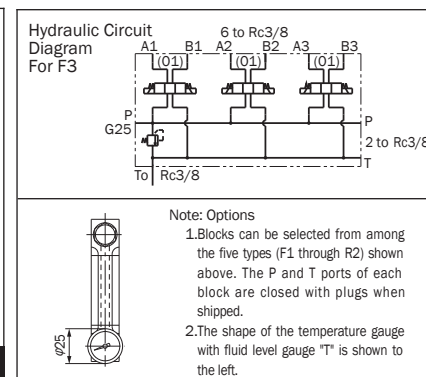 Hydraulic Circuit
Diagram
For F3
6 to Rc3/8
A1 B1 A2 B2 A3 B3
(01) (01) (01)
P P
G25
2 to Rc3/8
T
To Rc3/8
Note: Options
1.Blocks can be selected from among
the five types (F1 through R2) shown
above. The P and T ports of each
block are closed with plugs when
shipped.
2.The shape of the temperature gauge
with fluid level gauge "T" is shown to
the left.
φ25